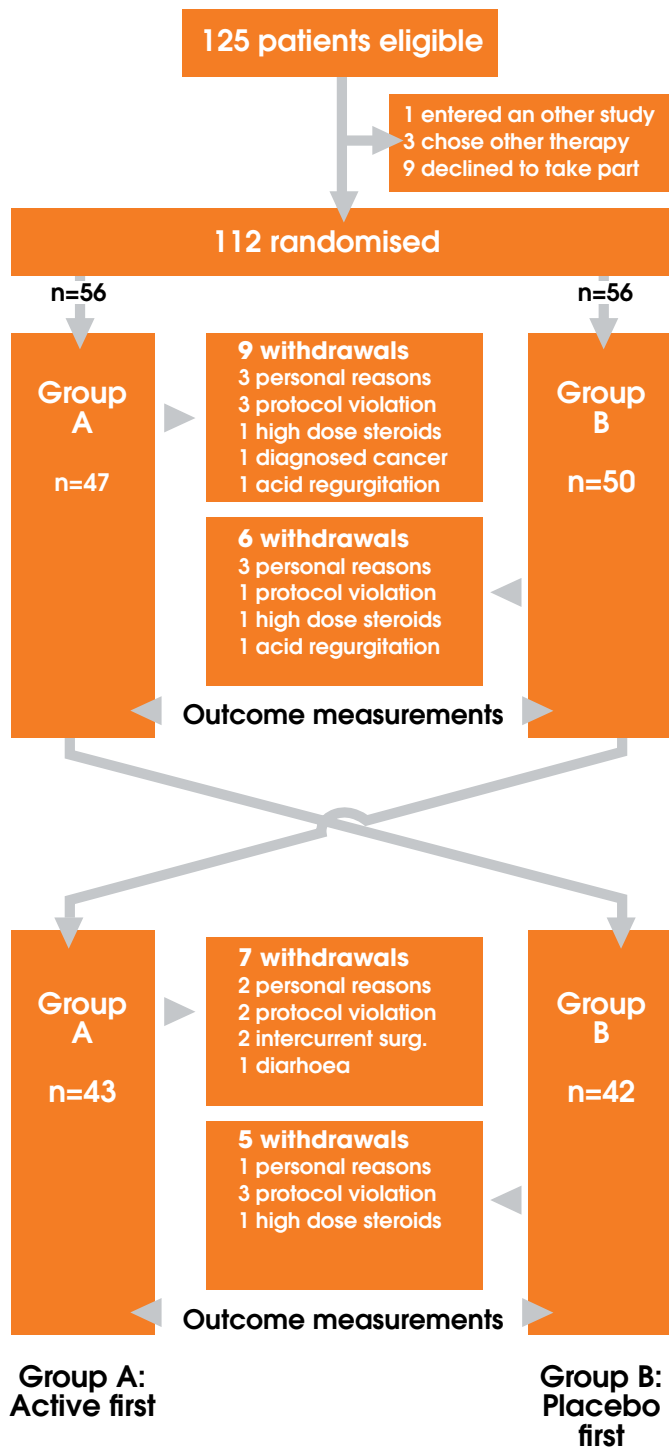 125 patients eligible
1 entered an other study
3 chose other therapy
9 declined to take part
112 randomised
n=56
n=56
Group
A
n=47
9 withdrawals
3 personal reasons
3 protocol violation
1 high dose steroids
1 diagnosed cancer
1 acid regurgitation
Group
B
n=50
6 withdrawals
3 personal reasons
1 protocol violation
1 high dose steroids
1 acid regurgitation
Outcome measurements
Group
A
n=43
7 withdrawals
2 personal reasons
2 protocol violation
2 intercurrent surg.
1 diarhoea
Group
B
n=42
5 withdrawals
1 personal reasons
3 protocol violation
1 high dose steroids
Outcome measurements
Group A:
Active first
Group B:
Placebo
first